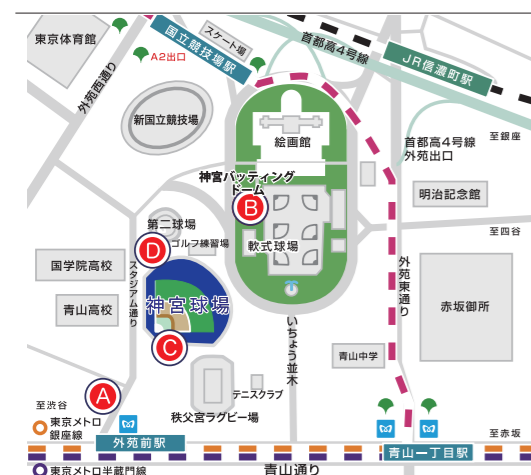 東京体育館
A2出口
国立競技場駅
スケート場
首都高4号線
JR信濃町駅
外苑西通り
新国立競技場
絵画館
首都高4号線
外苑出口
至銀座
神宮バッティング
ドーム
B
明治記念館
第二球場
D
ゴルフ練習場
軟式球場
至四谷
国学院高校
スタジアム通り
外苑東通り
青山高校
神宮球場
赤坂御所
C
いちょう並木
青山中学
A
テニスクラブ
秩父宮ラグビー場
至渋谷
東京メトロ
銀座線
外苑前駅
至赤坂
青山一丁目駅
東京メトロ半蔵門線
青山通り